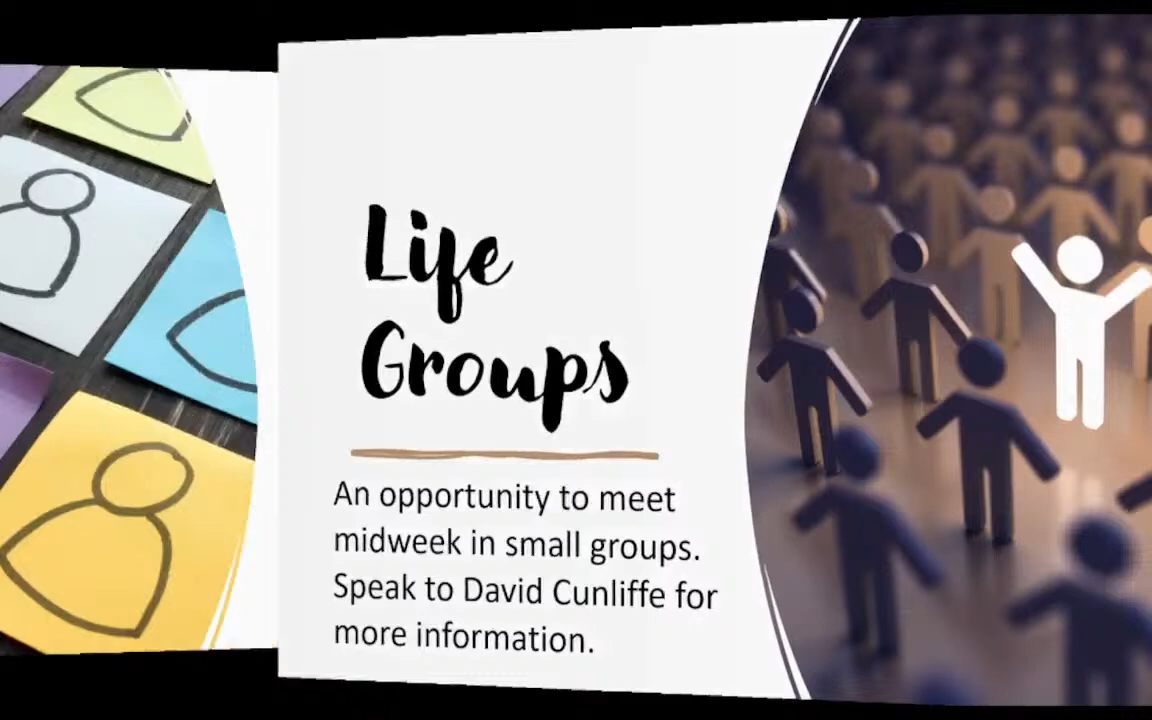 Life
Groups
An opportunity to meet
midweek in small groups.
Speak to David Cunliffe for
more information.